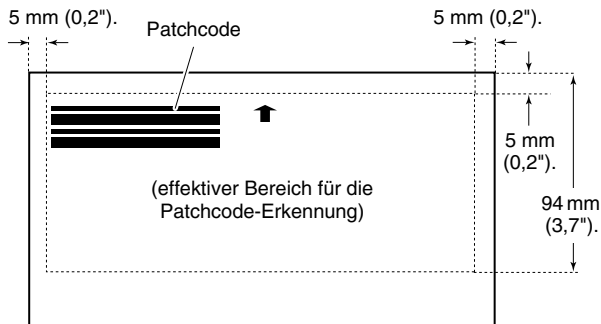 5 mm (0,2").
Patchcode
5 mm (0,2").
5 mm
(0,2").
(effektiver Bereich für die
Patchcode-Erkennung)
94 mm
(3,7").